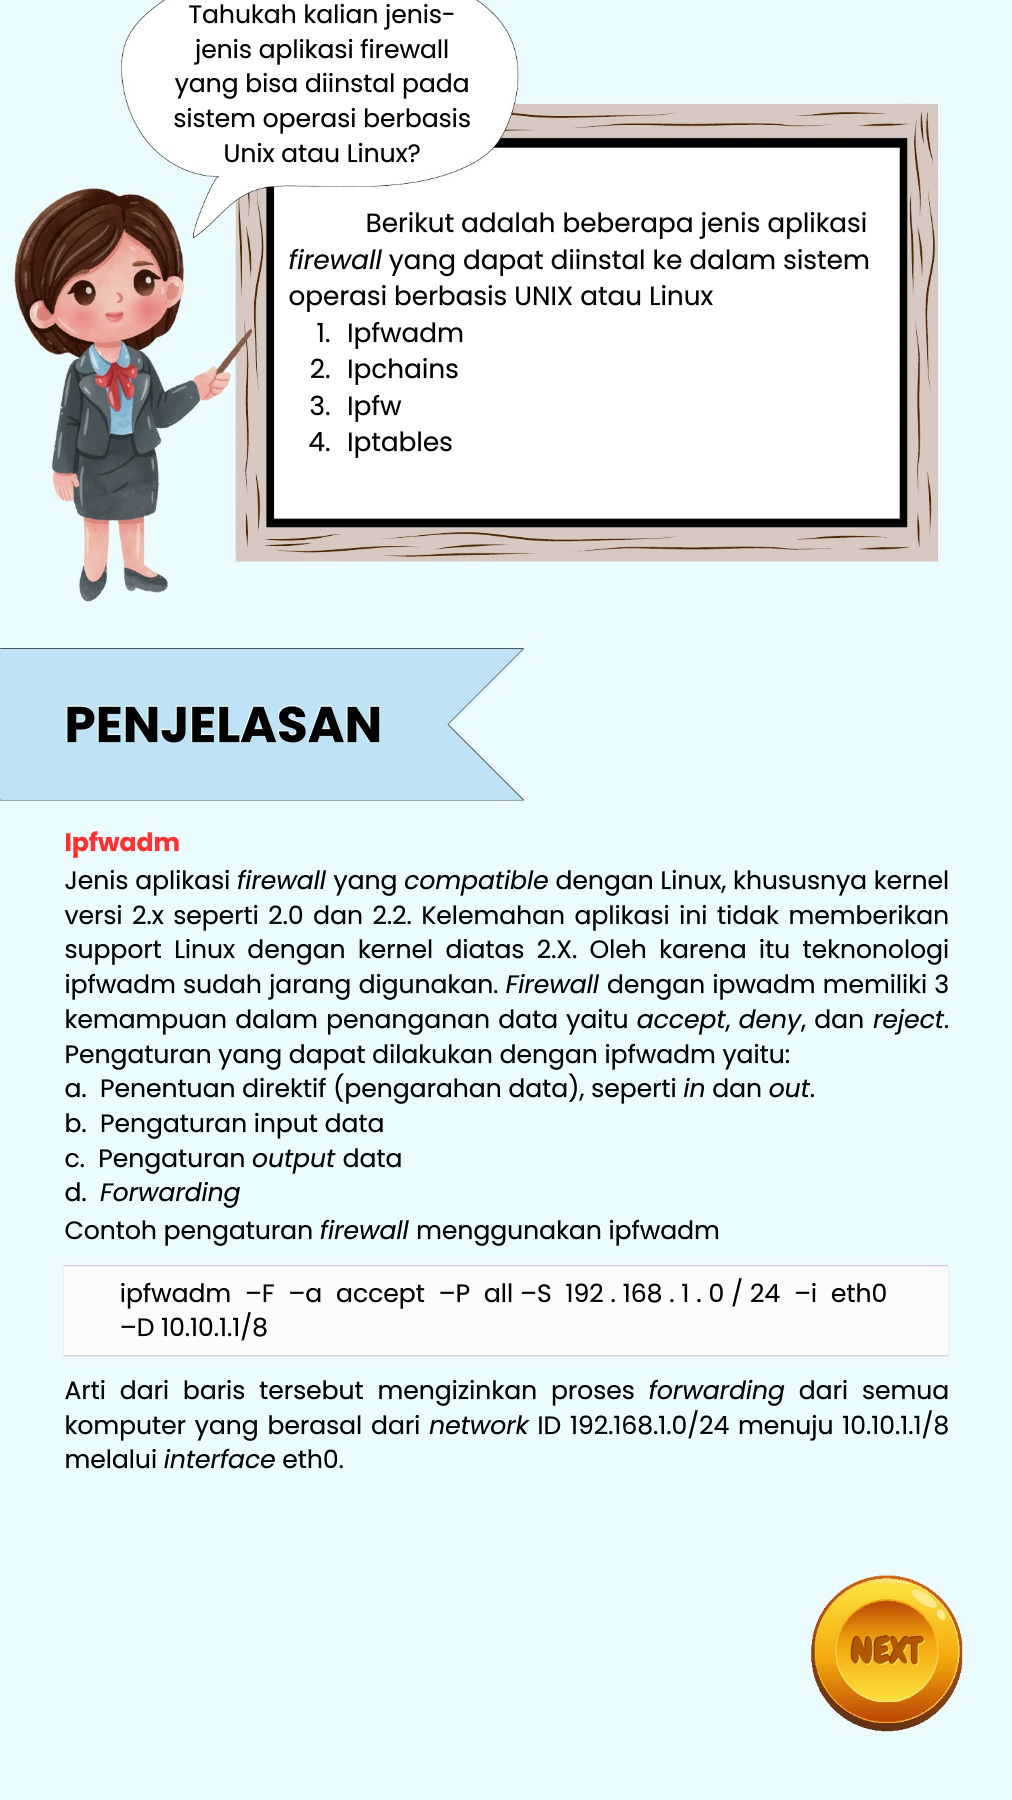 Tahukah kalian jenis-
jenis aplikasi firewall
yang bisa diinstal pada
sistem operasi berbasis
Unix atau Linux?
Berikut adalah beberapa jenis aplikasi
firewall yang dapat diinstal ke dalam sistem
operasi berbasis UNIX atau Linux
1. Ipfwadm
2. Ipchains
3. Ipfw
4. Iptables
PENJELASAN
Ipfwadm
Jenis aplikasi firewall yang compatible dengan Linux, khususnya kernel
versi 2.x seperti 2.0 dan 2.2. Kelemahan aplikasi ini tidak memberikan
support Linux dengan kernel diatas 2.X. Oleh karena itu teknonologi
ipfwadm sudah jarang digunakan. Firewall dengan ipwadm memiliki 3
kemampuan dalam penanganan data yaitu accept, deny, dan reject.
Pengaturan yang dapat dilakukan dengan ipfwadm yaitu:
a. Penentuan direktif (pengarahan data), seperti in dan out.
b. Pengaturan input data
c. Pengaturan output data
d. Forwarding
Contoh pengaturan firewall menggunakan ipfwadm
ipfwadm –F –a accept –P all –S 192 . 168 . 1 . 0 / 24 –i eth0
–D 10.10.1.1/8
Arti dari baris tersebut mengizinkan proses forwarding dari semua
komputer yang berasal dari network ID 192.168.1.0/24 menuju 10.10.1.1/8
melalui interface eth0.
NEXT